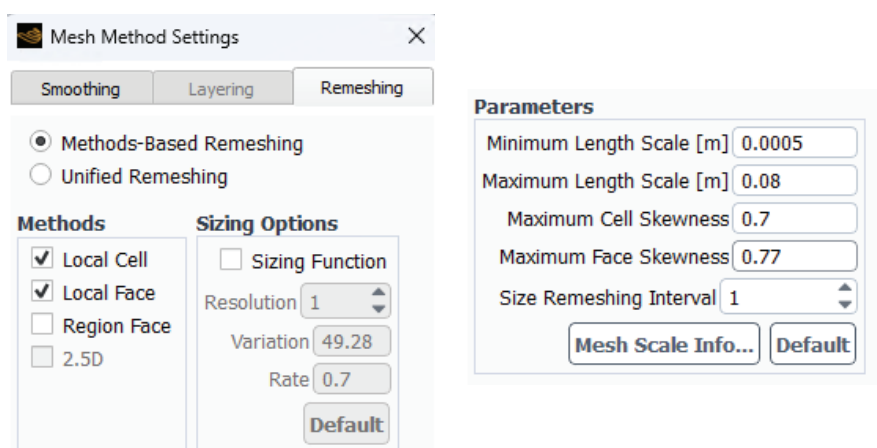 Mesh Method Settings
Smoothing Layering Remeshing
Methods-Based Remeshing
Unified Remeshing
Methods
Local Cell
Local Face
Region Face
2.5D
Sizing Options
Sizing Function
Resolution 1
Variation 49.28
Rate 0.7
Default
Parameters
Minimum Length Scale [m] 0.0005
Maximum Length Scale [m] 0.08
Maximum Cell Skewness 0.7
Maximum Face Skewness 0.77
Size Remeshing Interval 1
Mesh Scale Info... Default